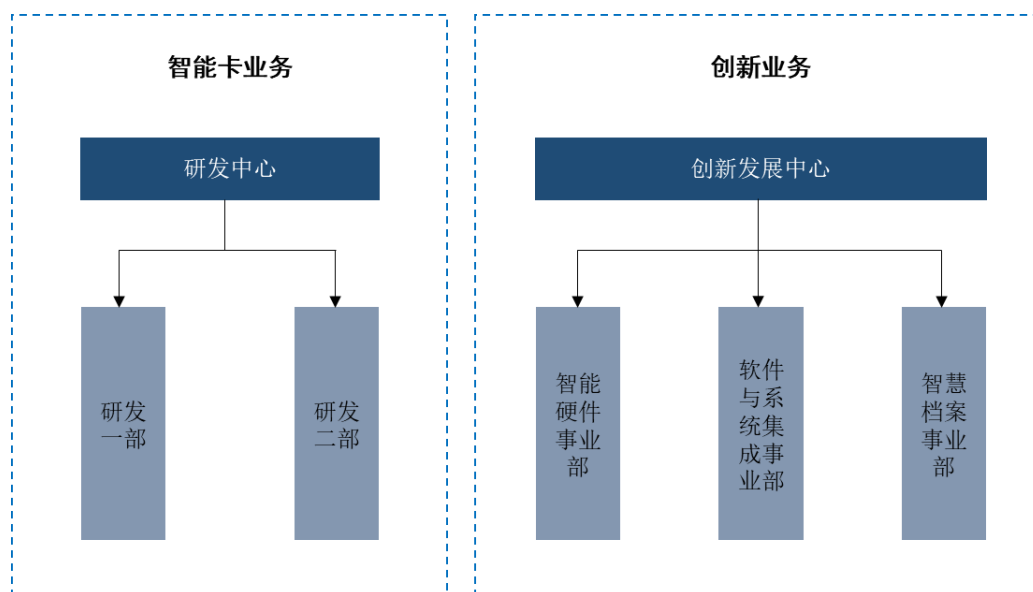 智能卡业务
研发中心
研发
一部
研发
二部
创新业务
创新发展中心
智能
硬件
事业
部
软件
与系
统集
成事
业部
智慧
档案
事业
部